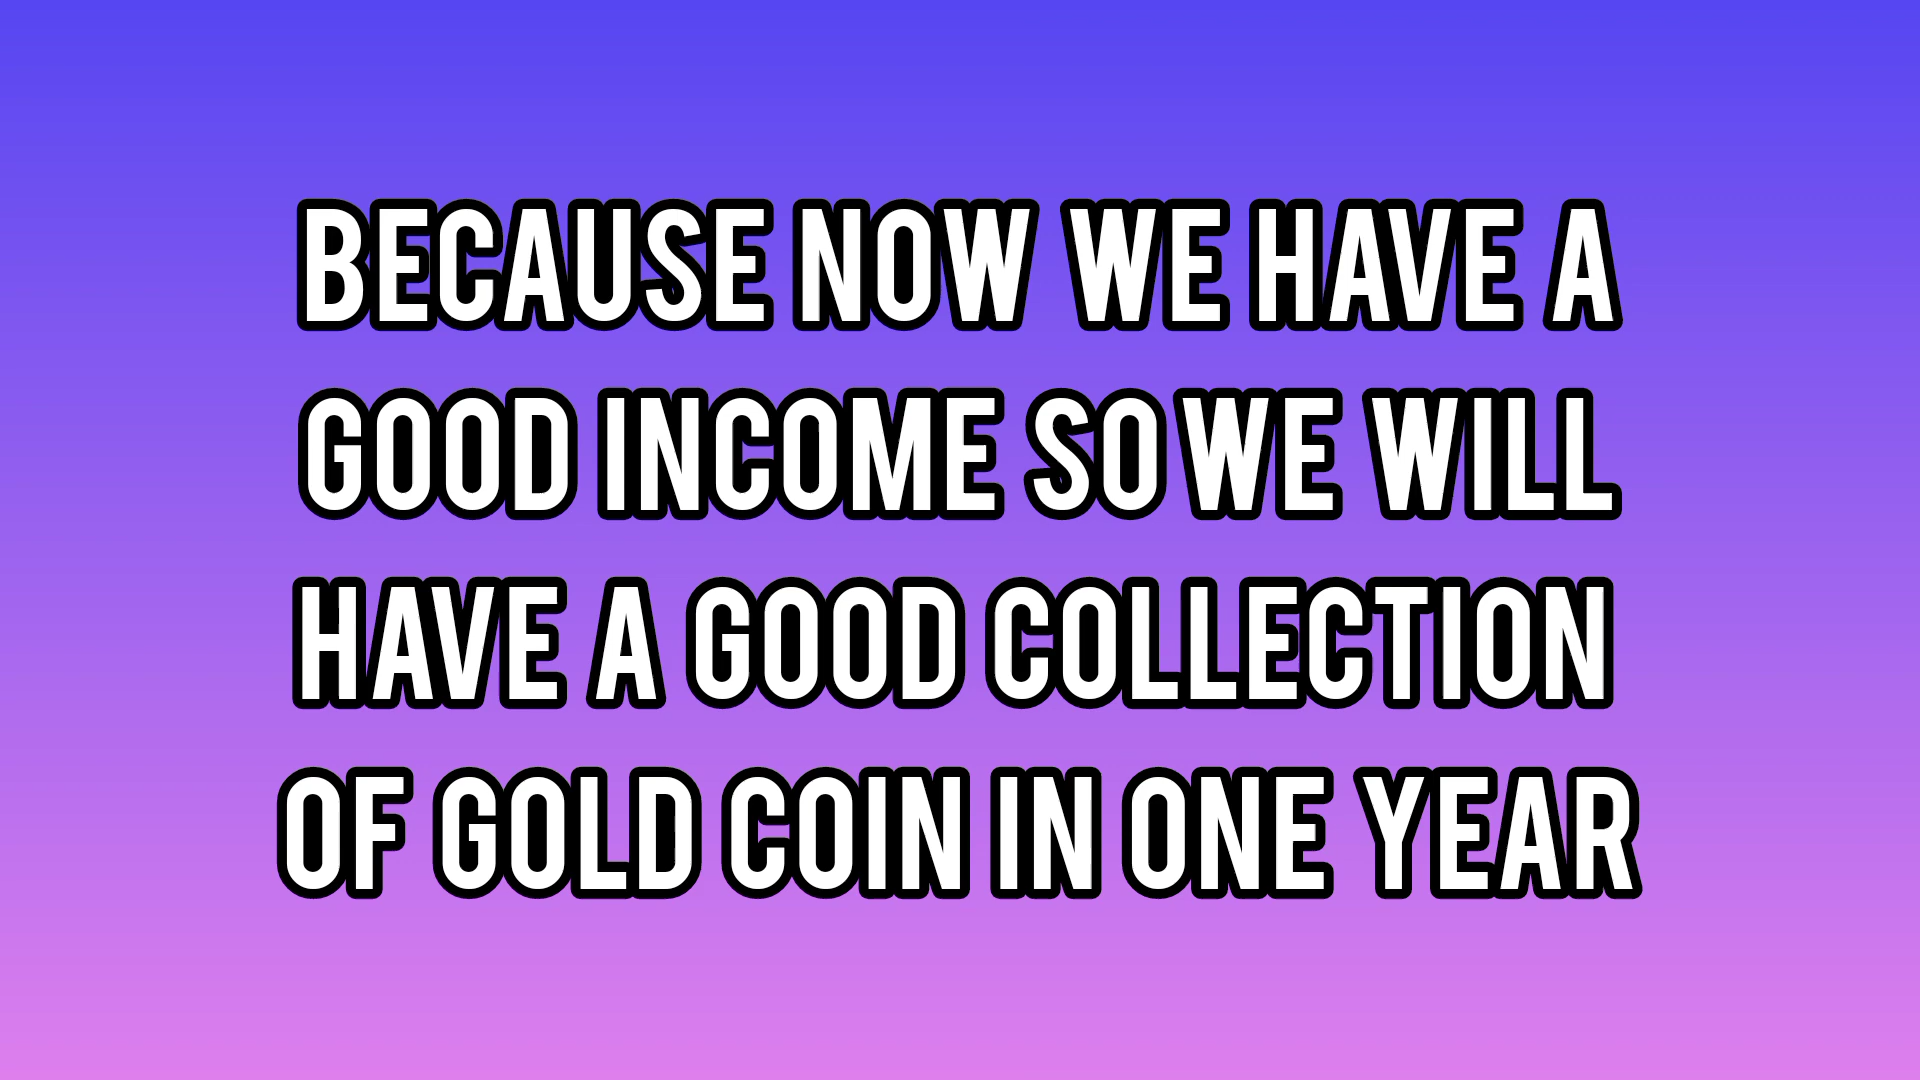 BECAUSE NOW WE HAVE A
GOOD INCOME SO WE WILL
HAVE A GOOD COLLECTION
OF GOLD COIN IN ONE YEAR